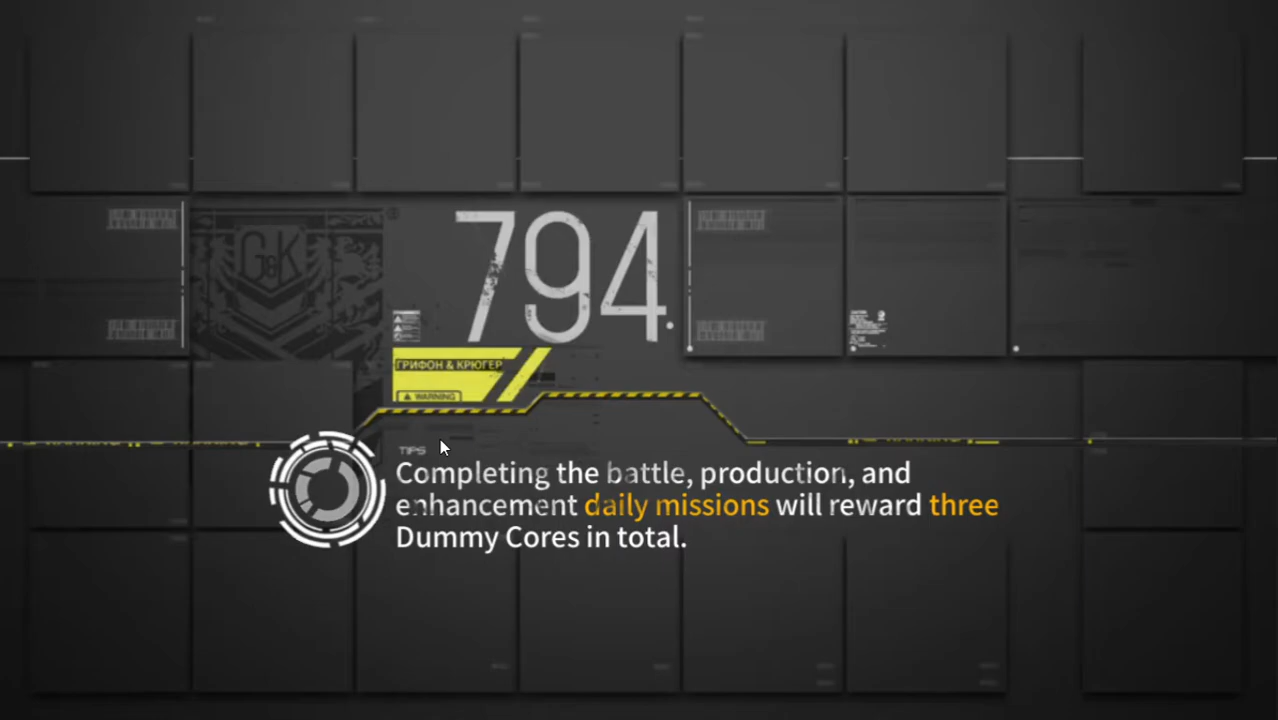 G&K
794.
ГРИФОН & КРЮГЕР
WARNING
TIPS
Completing the battle, production, and
enhancement daily missions will reward three
Dummy Cores in total.